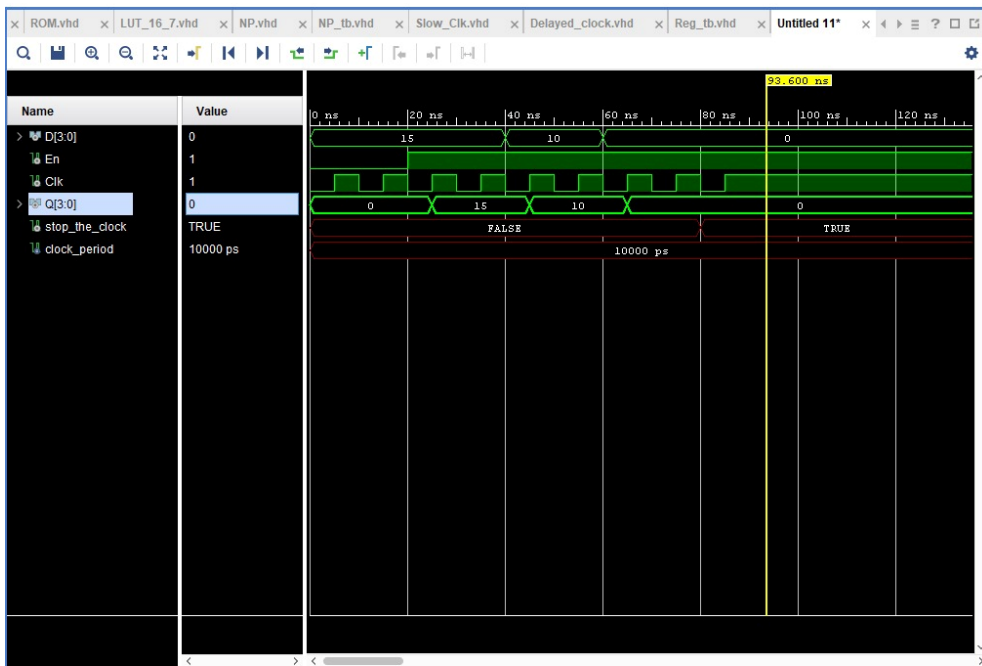 ROM.vhd LUT_16_7.vhd NP.vhd NP_tb.vhd Slow_Clk.vhd Delayed_clock.vhd Reg_tb.vhd Untitled 11*
93.600 ns
Name Value
0 ns 20 ns 40 ns 60 ns 80 ns 100 ns 120 ns
D[3:0] 0 15 10 0
En 1
Clk 1
Q[3:0] 0 0 15 10 0
stop_the_clock TRUE FALSE TRUE
clock_period 10000 ps 10000 ps